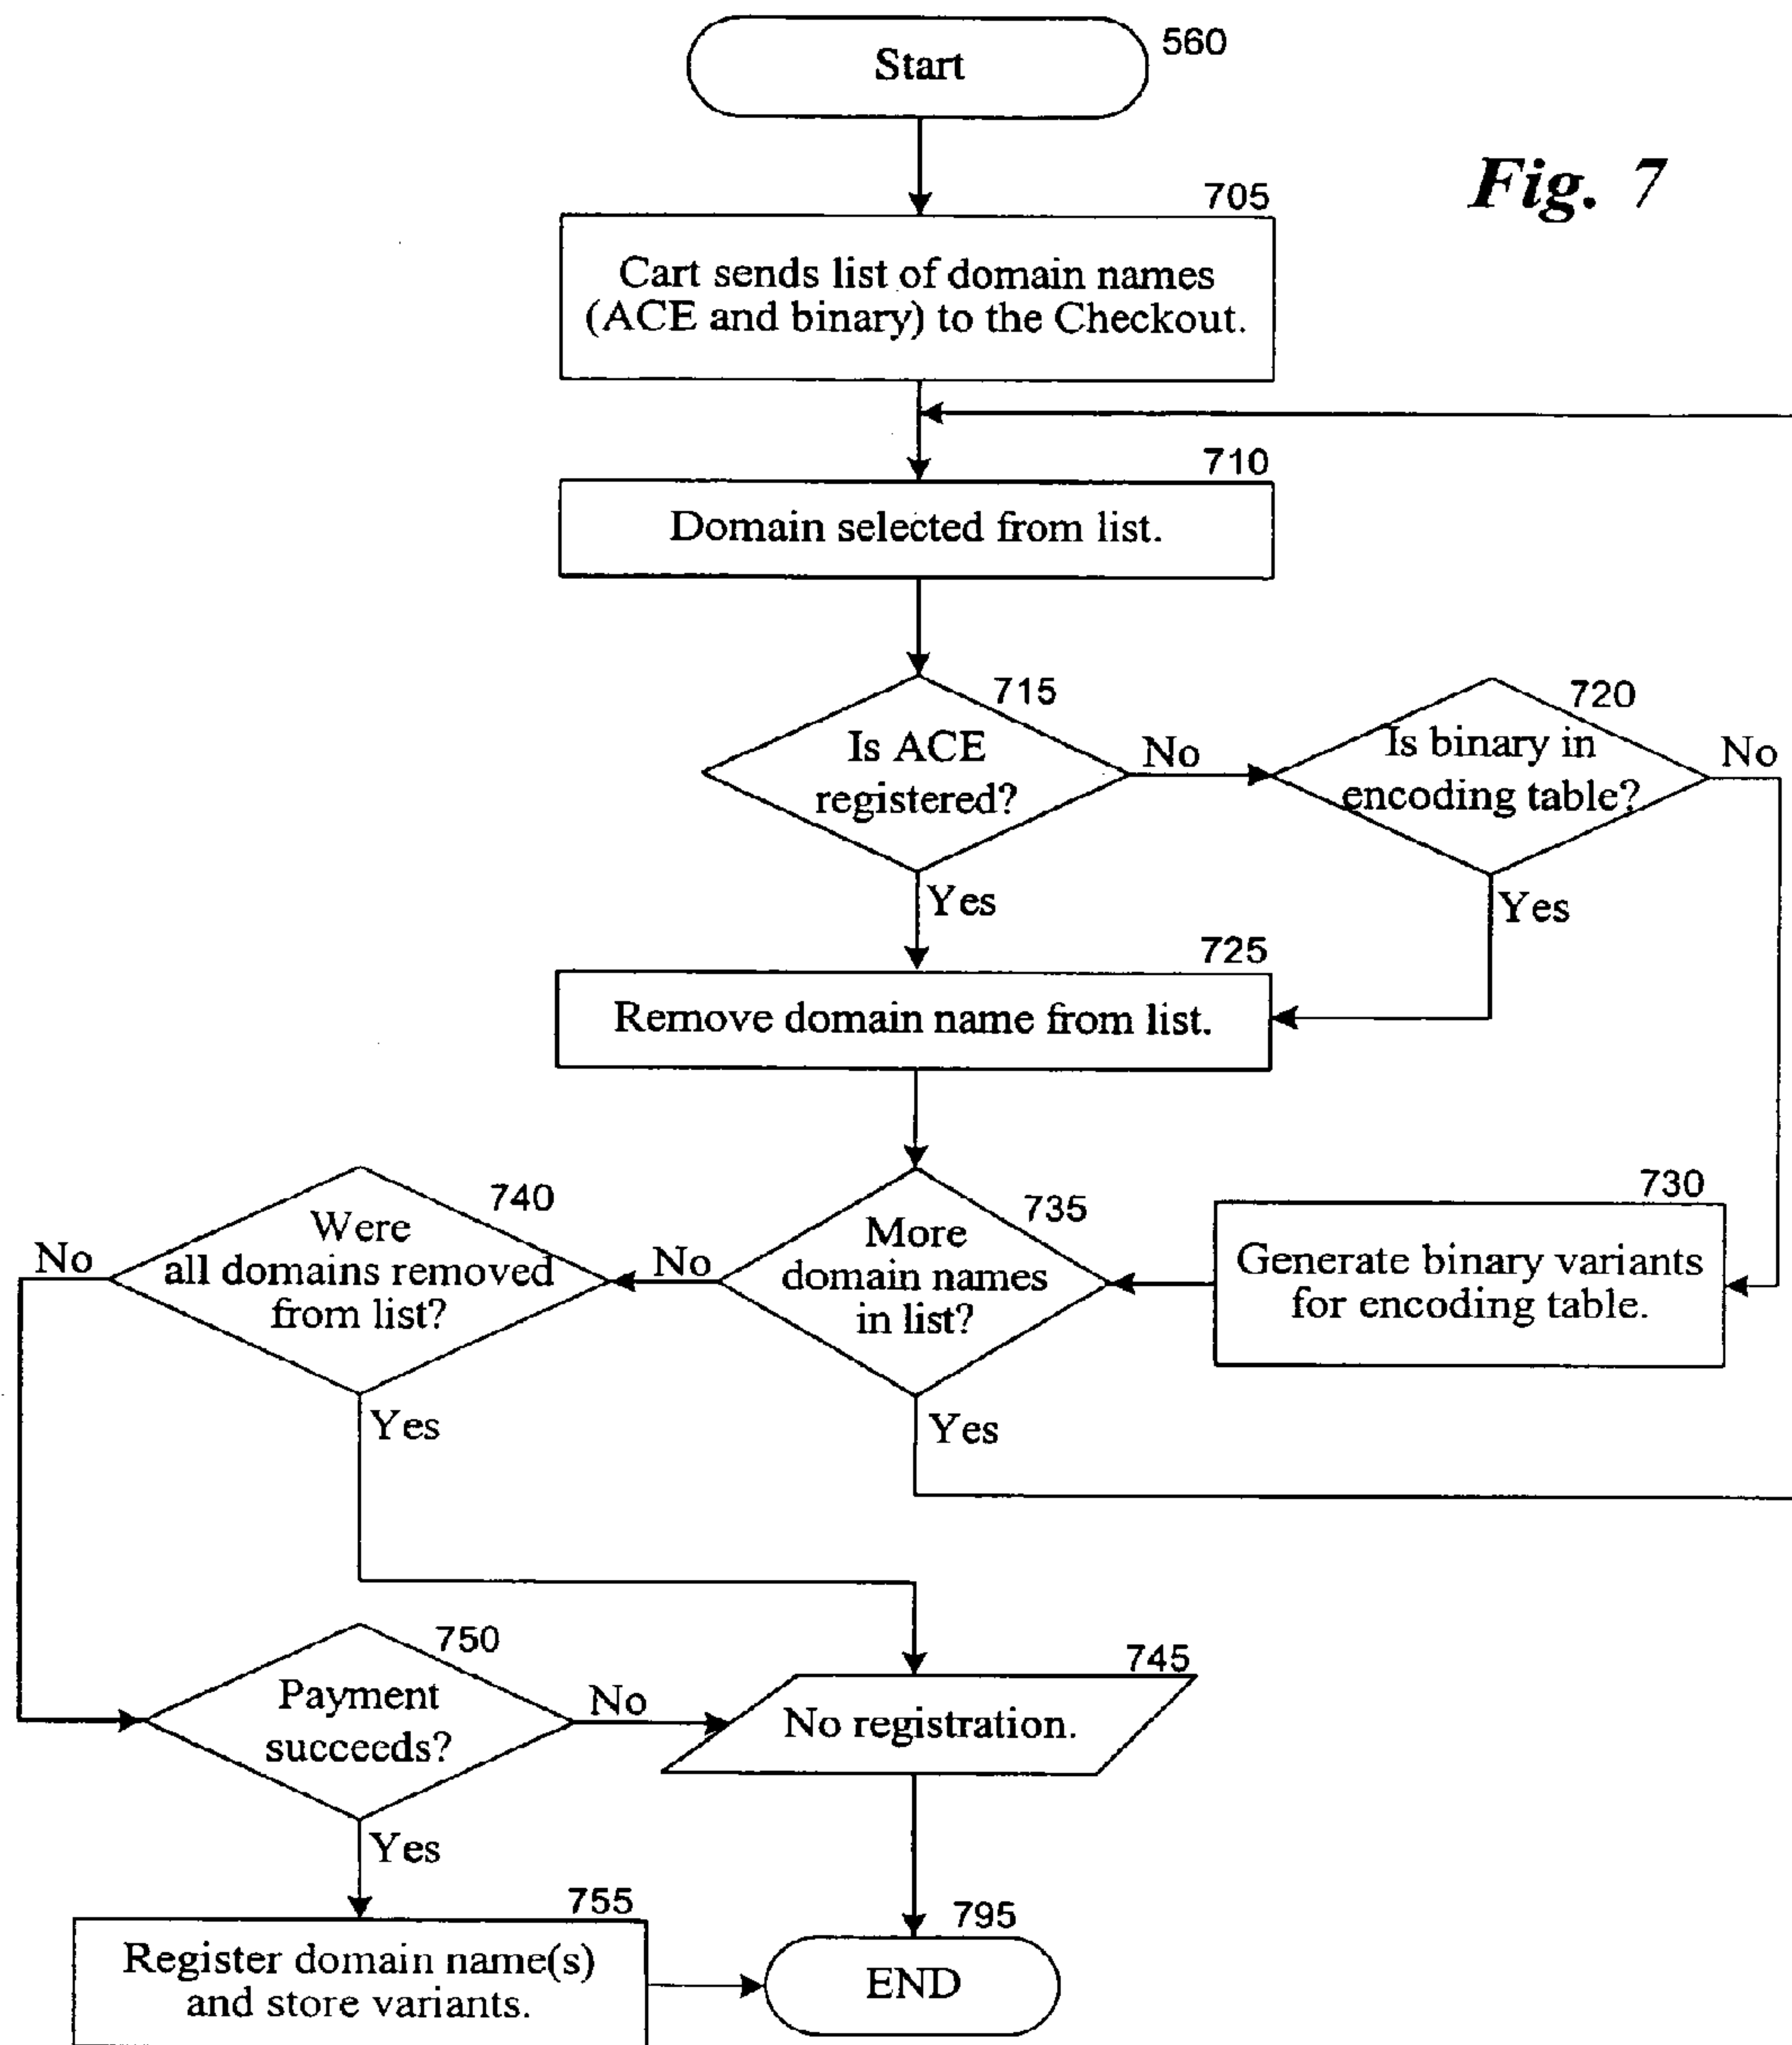 Start
560
Fig. 7
705
Cart sends list of domain names
(ACE and binary) to the Checkout.
710
Domain selected from list.
715
Is ACE
registered?
No
720
Is binary in
encoding table?
No
Yes
Yes
725
Remove domain name from list.
740
Were
all domains removed
from list?
No
Yes
735
More
domain names
in list?
No
Yes
730
Generate binary variants
for encoding table.
750
Payment
succeeds?
No
Yes
745
No registration.
755
Register domain name(s)
and store variants.
795
END